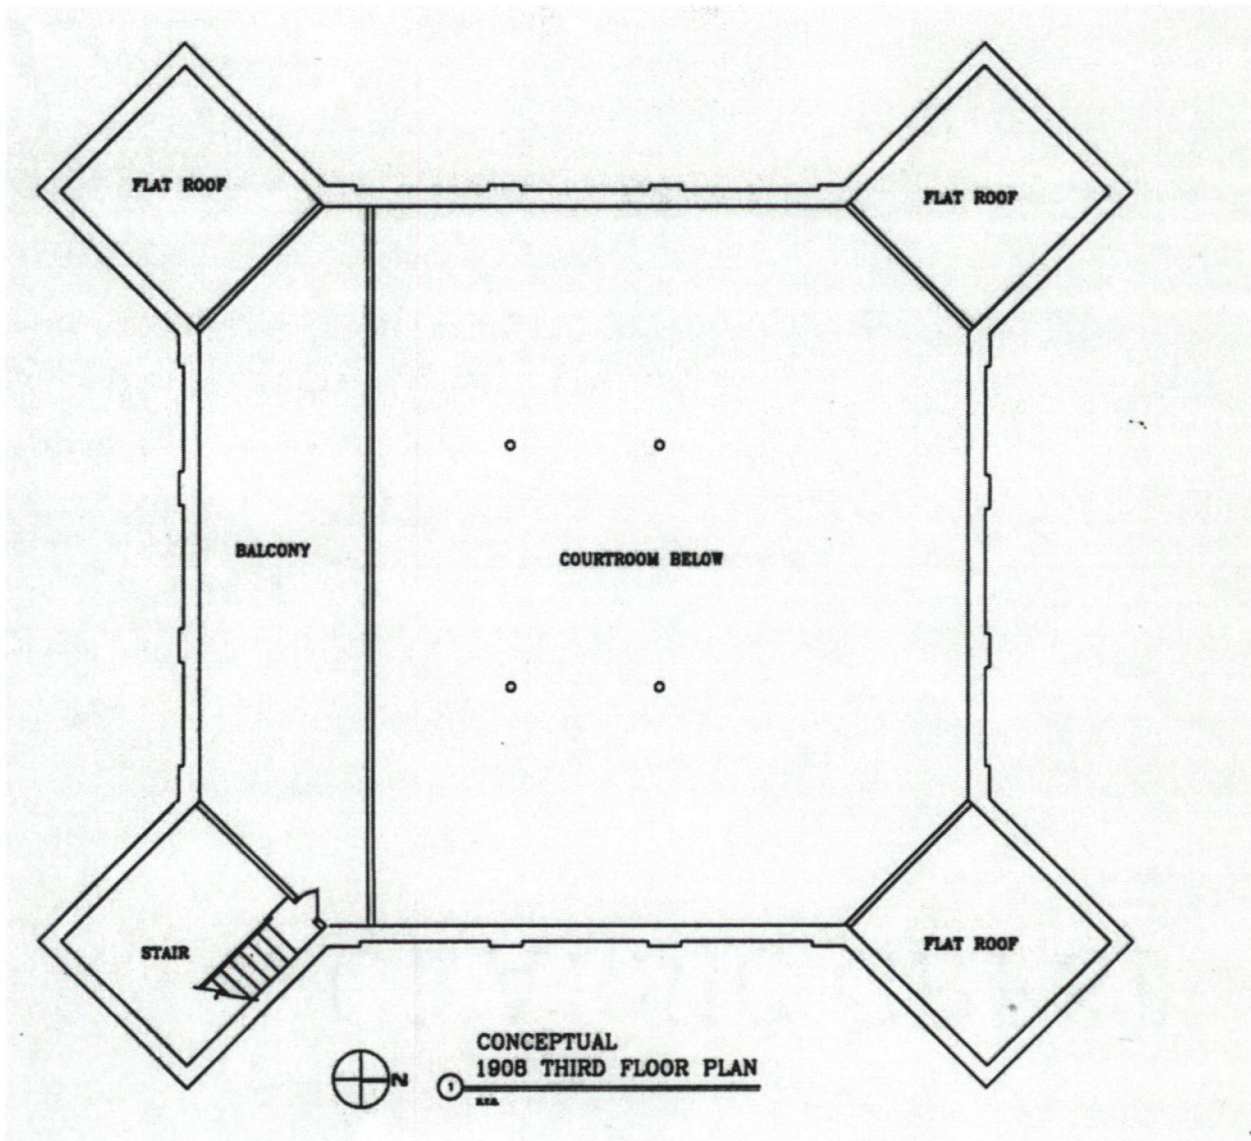 FLAT ROOF
FLAT ROOF
BALCONY
COURTROOM BELOW
STAIR
FLAT ROOF
N
1
CONCEPTUAL
1908 THIRD FLOOR PLAN
N.T.S.